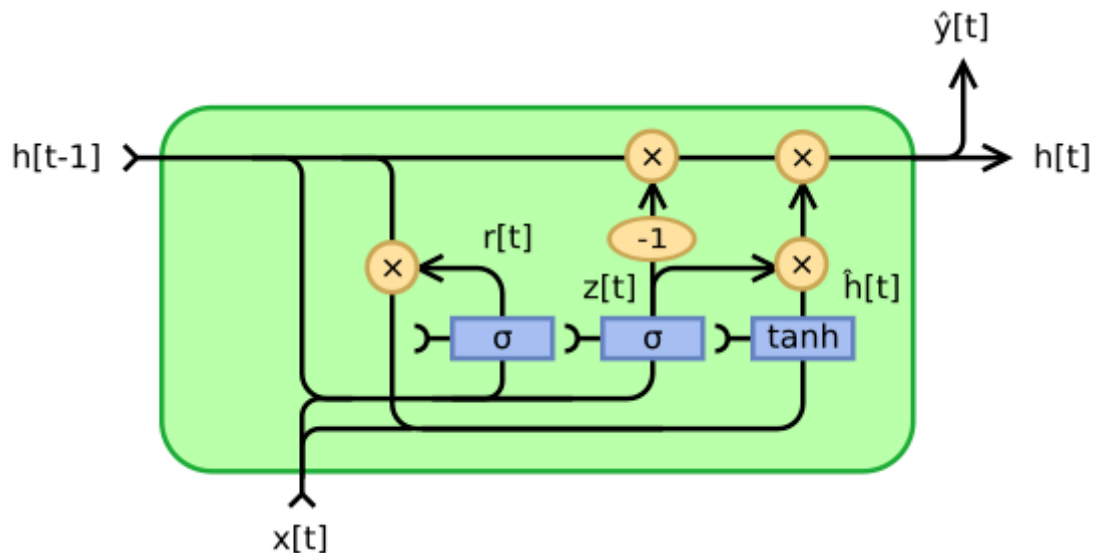 ŷ[t]
h[t-1]
×
×
h[t]
r[t]
-1
×
×
z[t]
ĥ[t]
σ
σ
tanh
x[t]